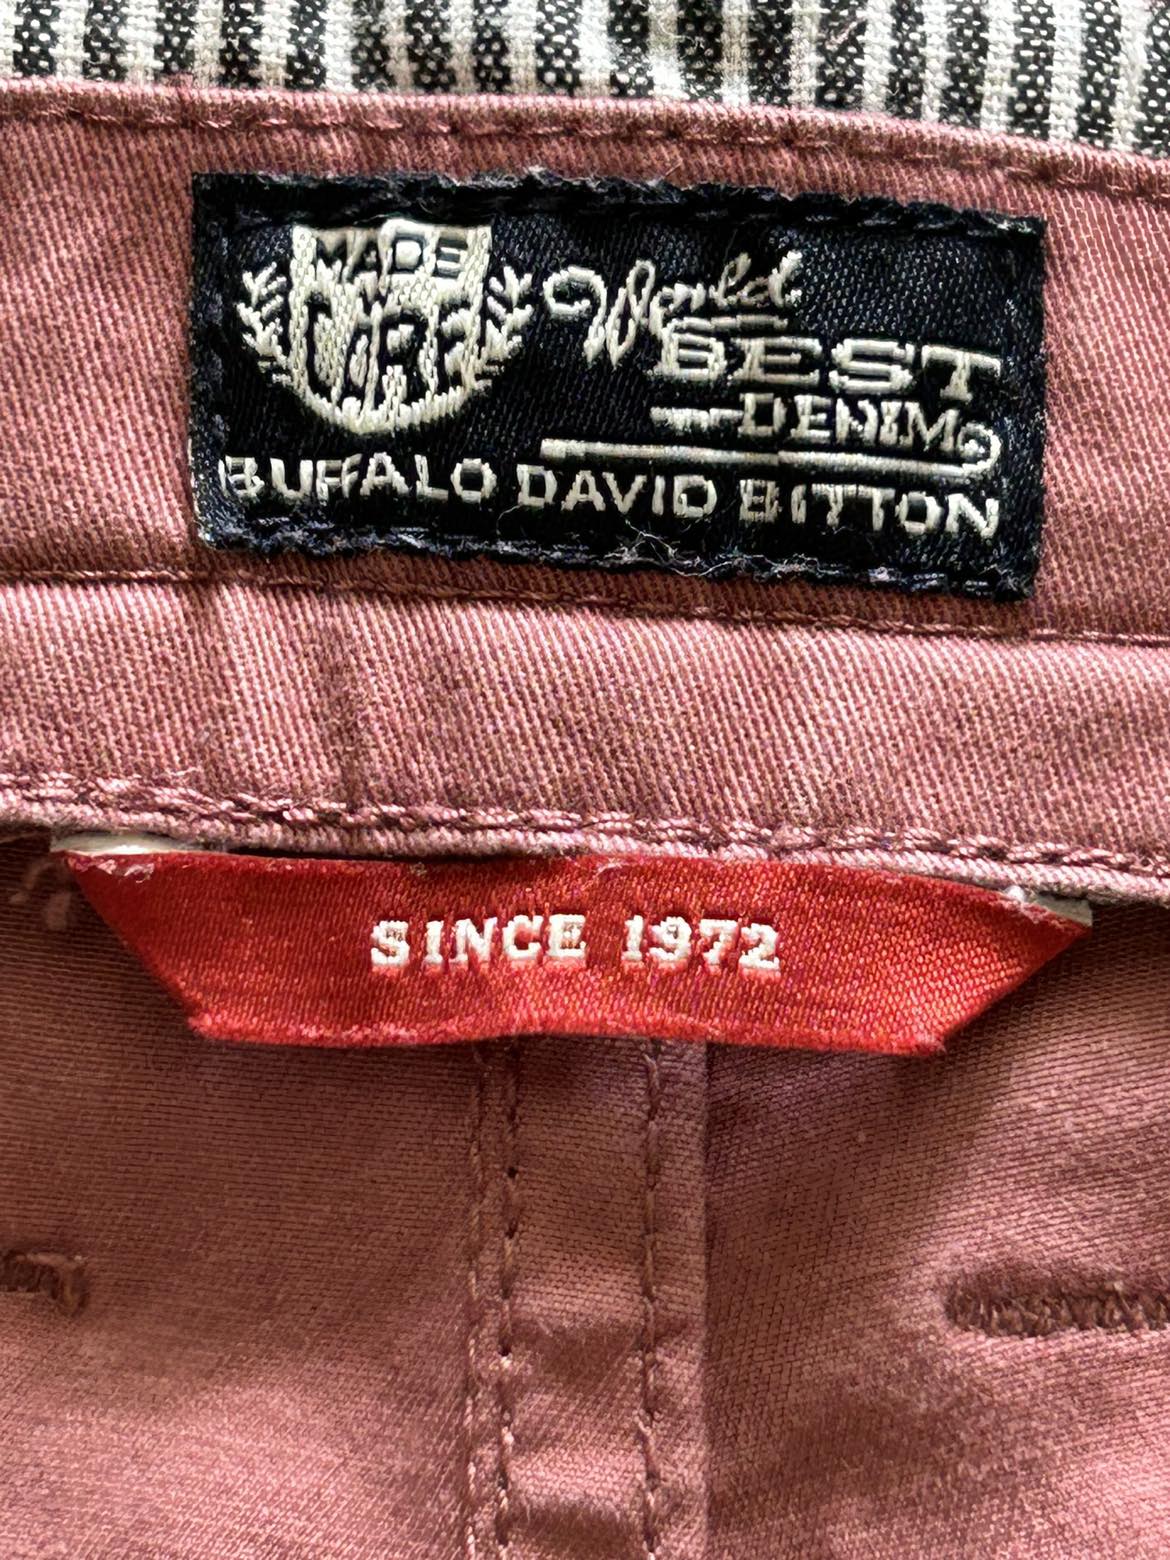 MADE
World
BEST
DENIM
BUFFALO DAVID BITTON
SINCE 1972